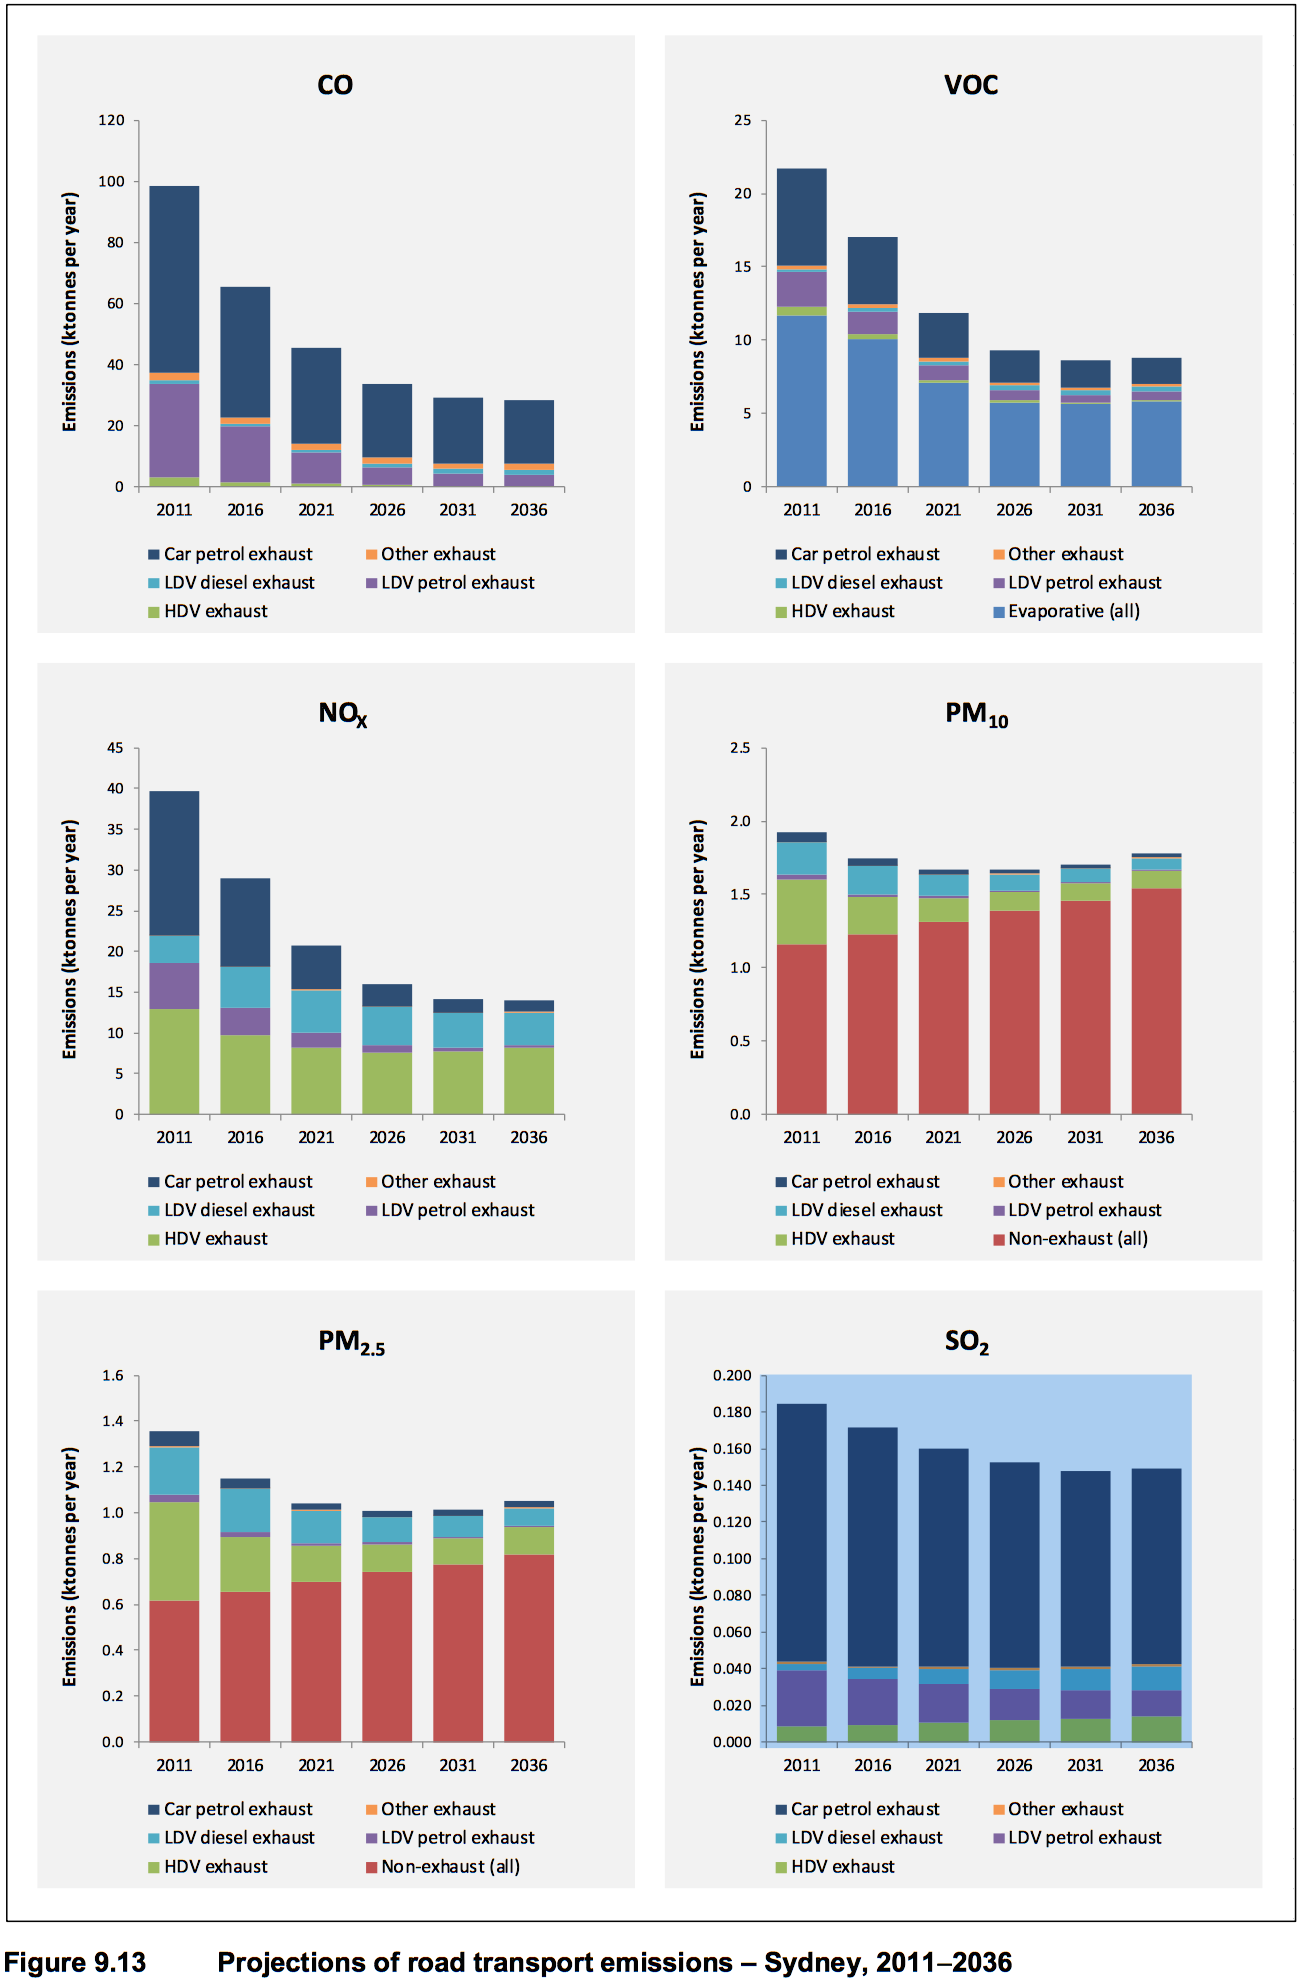 CO
120
100
80
60
40
20
0
Emissions (ktonnes per year)
2011 2016 2021 2026 2031 2036
Car petrol exhaust Other exhaust
LDV diesel exhaust LDV petrol exhaust
HDV exhaust
VOC
25
20
15
10
5
0
Emissions (ktonnes per year)
2011 2016 2021 2026 2031 2036
Car petrol exhaust Other exhaust
LDV diesel exhaust LDV petrol exhaust
HDV exhaust Evaporative (all)
NOX
45
40
35
30
25
20
15
10
5
0
Emissions (ktonnes per year)
2011 2016 2021 2026 2031 2036
Car petrol exhaust Other exhaust
LDV diesel exhaust LDV petrol exhaust
HDV exhaust
PM10
2.5
2.0
1.5
1.0
0.5
0.0
Emissions (ktonnes per year)
2011 2016 2021 2026 2031 2036
Car petrol exhaust Other exhaust
LDV diesel exhaust LDV petrol exhaust
HDV exhaust Non-exhaust (all)
PM2.5
1.6
1.4
1.2
1.0
0.8
0.6
0.4
0.2
0.0
Emissions (ktonnes per year)
2011 2016 2021 2026 2031 2036
Car petrol exhaust Other exhaust
LDV diesel exhaust LDV petrol exhaust
HDV exhaust Non-exhaust (all)
SO2
0.200
0.180
0.160
0.140
0.120
0.100
0.080
0.060
0.040
0.020
0.000
Emissions (ktonnes per year)
2011 2016 2021 2026 2031 2036
Car petrol exhaust Other exhaust
LDV diesel exhaust LDV petrol exhaust
HDV exhaust
Figure 9.13 Projections of road transport emissions – Sydney, 2011–2036